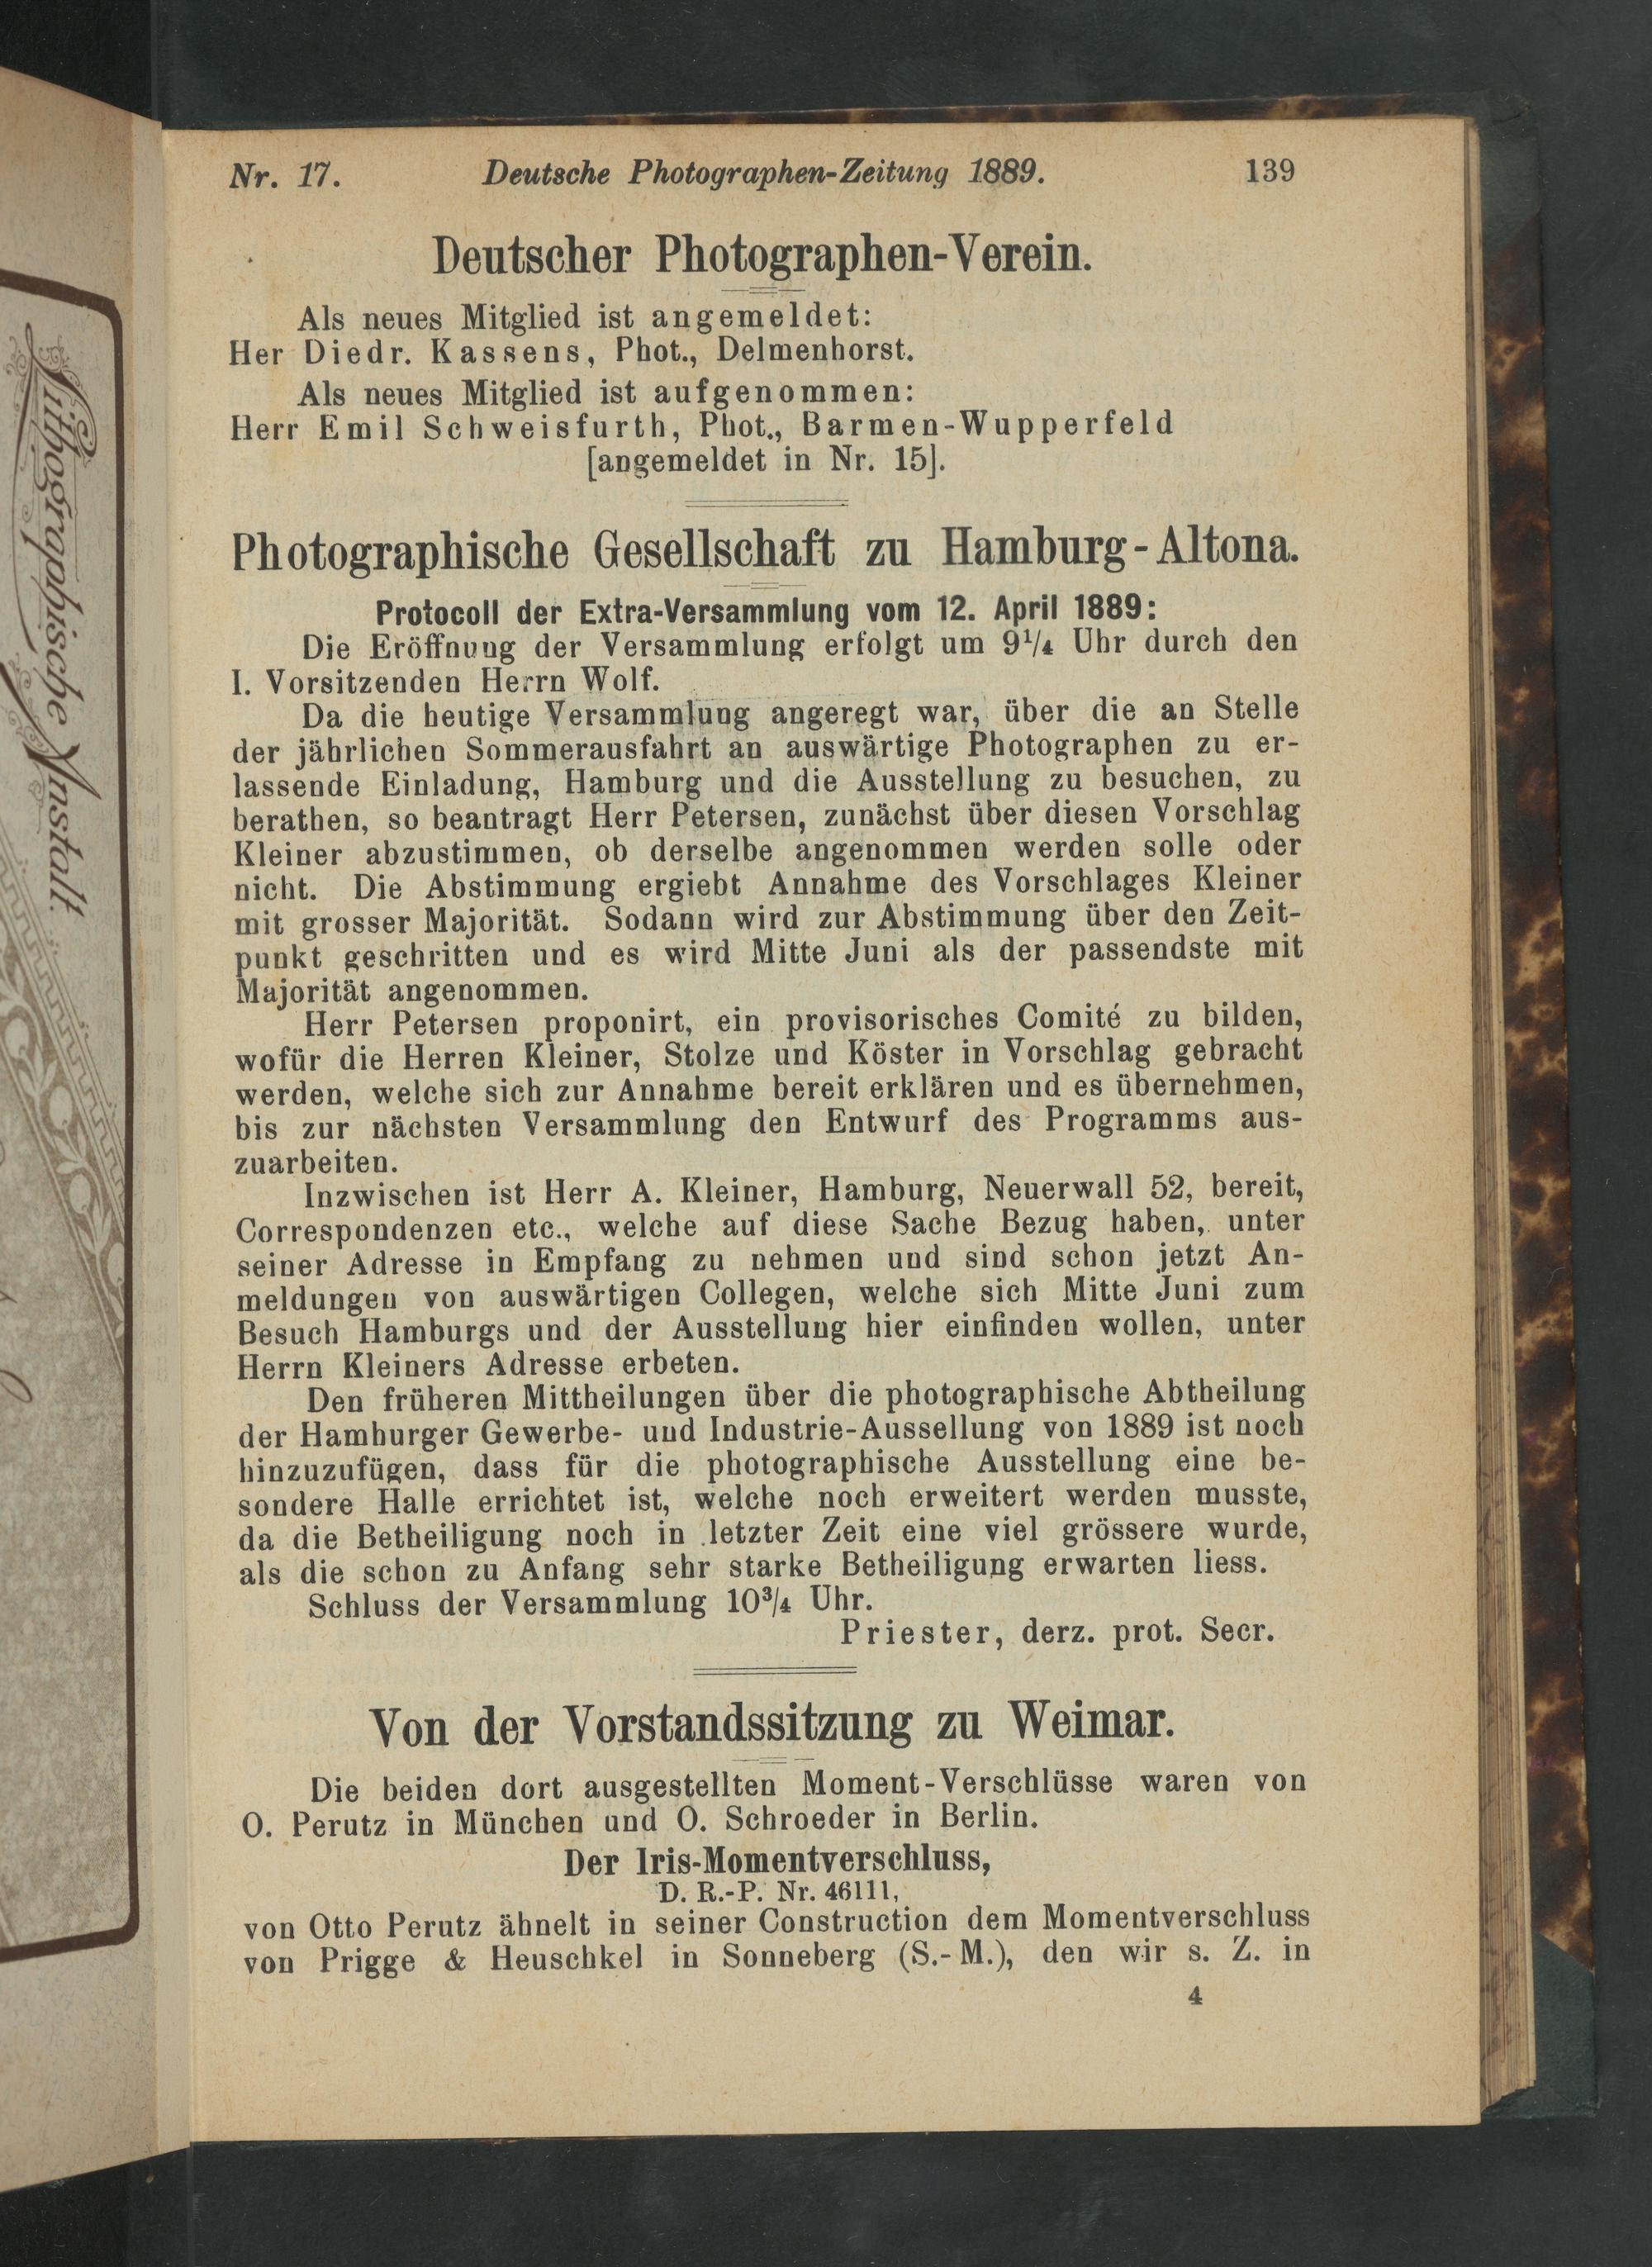 Nr. 17. Deutsche Photographen-Zeitung 1889. 139
Deutscher Photographen-Verein.
Als neues Mitglied ist angemeldet:
Her Diedr. Kassens, Phot., Delmenhorst.
Als neues Mitglied ist aufgenommen:
Herr Emil Schweisfurth, Phot., Barmen-Wupperfeld
[angemeldet in Nr. 15].
Photographische Gesellschaft zu Hamburg-Altona.
Protocoll der Extra-Versammlung vom 12. April 1889:
Die Eröffnung der Versammlung erfolgt um 9¼ Uhr durch den
I. Vorsitzenden Herrn Wolf.
Da die heutige Versammlung angeregt war, über die an Stelle
der jährlichen Sommerausfahrt an auswärtige Photographen zu er-
lassende Einladung, Hamburg und die Ausstellung zu besuchen, zu
berathen, so beantragt Herr Petersen, zunächst über diesen Vorschlag
Kleiner abzustimmen, ob derselbe angenommen werden solle oder
nicht. Die Abstimmung ergiebt Annahme des Vorschlages Kleiner
mit grosser Majorität. Sodann wird zur Abstimmung über den Zeit-
punkt geschritten und es wird Mitte Juni als der passendste mit
Majorität angenommen.
Herr Petersen proponirt, ein provisorisches Comité zu bilden,
wofür die Herren Kleiner, Stolze und Köster in Vorschlag gebracht
werden, welche sich zur Annahme bereit erklären und es übernehmen,
bis zur nächsten Versammlung den Entwurf des Programms aus-
zuarbeiten.
Inzwischen ist Herr A. Kleiner, Hamburg, Neuerwall 52, bereit,
Correspondenzen etc., welche auf diese Sache Bezug haben, unter
seiner Adresse in Empfang zu nehmen und sind schon jetzt An-
meldungen von auswärtigen Collegen, welche sich Mitte Juni zum
Besuch Hamburgs und der Ausstellung hier einfinden wollen, unter
Herrn Kleiners Adresse erbeten.
Den früheren Mittheilungen über die photographische Abtheilung
der Hamburger Gewerbe- und Industrie-Aussellung von 1889 ist noch
hinzuzufügen, dass für die photographische Ausstellung eine be-
sondere Halle errichtet ist, welche noch erweitert werden musste,
da die Betheiligung noch in letzter Zeit eine viel grössere wurde,
als die schon zu Anfang sehr starke Betheiligung erwarten liess.
Schluss der Versammlung 10¾ Uhr.
Priester, derz. prot. Secr.
Von der Vorstandssitzung zu Weimar.
Die beiden dort ausgestellten Moment-Verschlüsse waren von
O. Perutz in München und O. Schroeder in Berlin.
Der Iris-Momentverschluss,
D. R.-P. Nr. 46111,
von Otto Perutz ähnelt in seiner Construction dem Momentverschluss
von Prigge & Heuschkel in Sonneberg (S.-M.), den wir s. Z. in
4
Lithographische Anstalt.